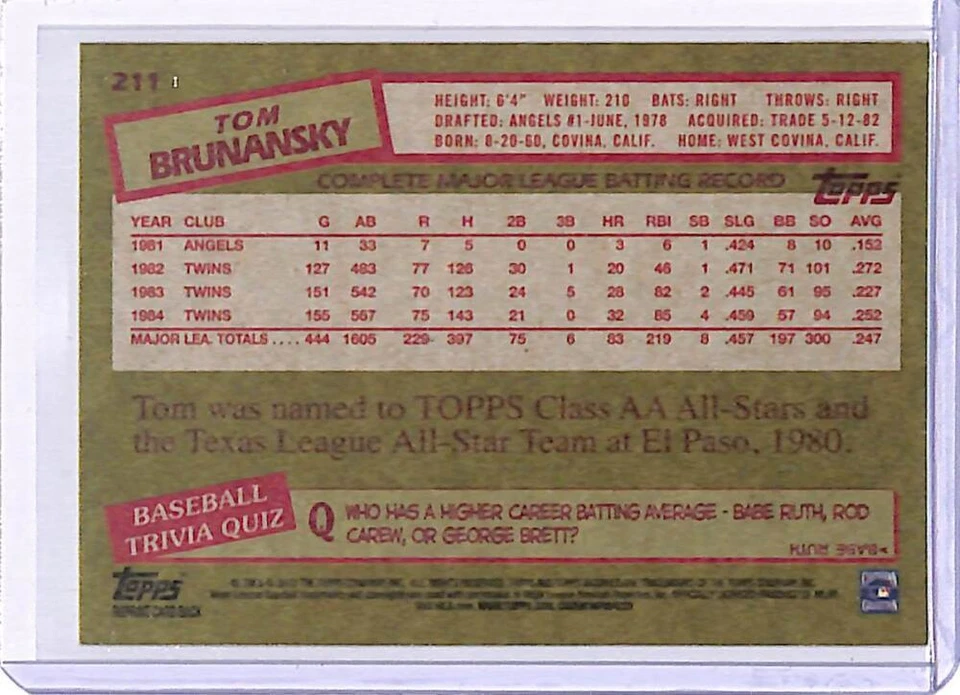 211
TOM
BRUNANSKY
HEIGHT: 6'4" WEIGHT: 210 BATS: RIGHT THROWS: RIGHT
DRAFTED: ANGELS #1-JUNE, 1978 ACQUIRED: TRADE 5-12-82
BORN: 8-20-60, COVINA, CALIF. HOME: WEST COVINA, CALIF.
COMPLETE MAJOR LEAGUE BATTING RECORD
Topps
YEAR CLUB G AB R H 2B 3B HR RBI SB SLG BB SO AVG
1981 ANGELS 11 33 7 5 0 0 3 6 1 .424 8 10 .152
1982 TWINS 127 463 77 126 30 1 20 46 1 .471 71 101 .272
1983 TWINS 151 542 70 123 24 5 28 82 2 .445 61 95 .227
1984 TWINS 155 567 75 143 21 0 32 85 4 .459 57 94 .252
MAJOR LEA. TOTALS .... 444 1605 229 397 75 6 83 219 8 .457 197 300 .247
Tom was named to TOPPS Class AA All-Stars and
the Texas League All-Star Team at El Paso, 1980.
BASEBALL
TRIVIA QUIZ
Q WHO HAS A HIGHER CAREER BATTING AVERAGE - BABE RUTH, ROD
CAREW, OR GEORGE BRETT?
BABE RUTH
Topps
REPRINT CARD BACK